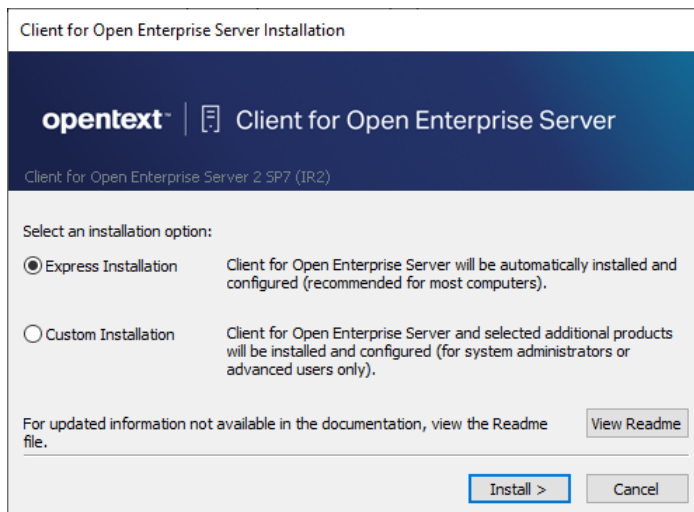 Client for Open Enterprise Server Installation
opentext™ Client for Open Enterprise Server
Client for Open Enterprise Server 2 SP7 (IR2)
Select an installation option:
Express Installation Client for Open Enterprise Server will be automatically installed and
configured (recommended for most computers).
Custom Installation Client for Open Enterprise Server and selected additional products
will be installed and configured (for system administrators or
advanced users only).
For updated information not available in the documentation, view the Readme View Readme
file.
Install > Cancel